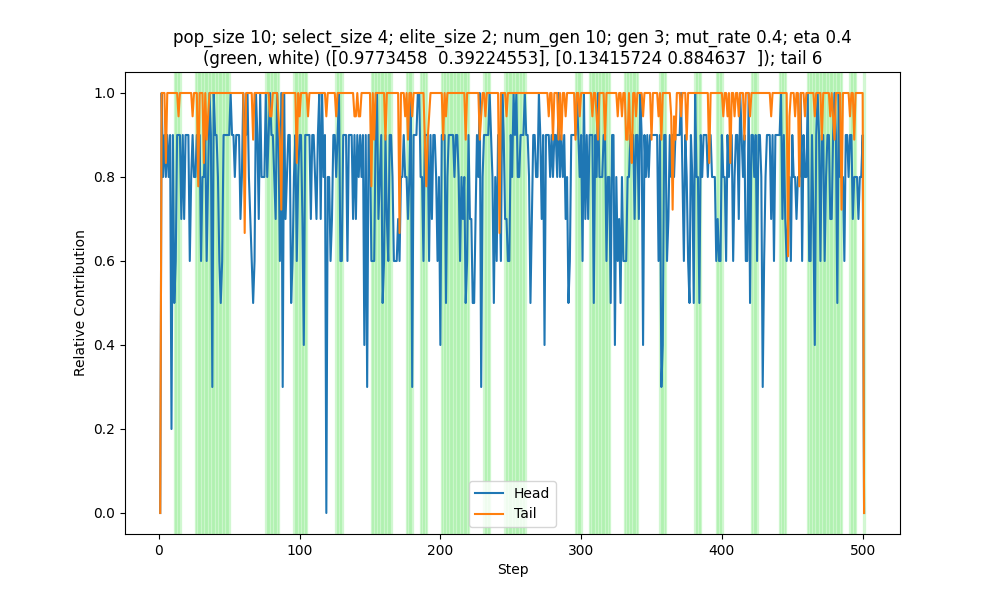 pop_size 10; select_size 4; elite_size 2; num_gen 10; gen 3; mut_rate 0.4; eta 0.4
(green, white) ([0.9773458  0.39224553], [0.13415724 0.884637  ]); tail 6
1.0
0.8
0.6
0.4
0.2
0.0
Relative Contribution
Head
Tail
0
100
200
300
400
500
Step